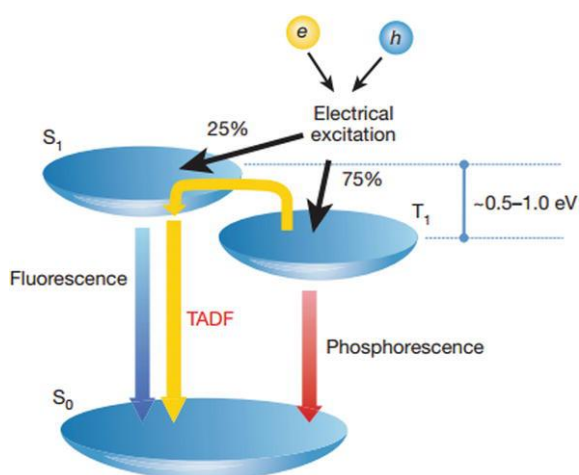 e
h
Electrical
excitation
25%
S₁
75%
T₁
~0.5–1.0 eV
Fluorescence
TADF
Phosphorescence
S₀